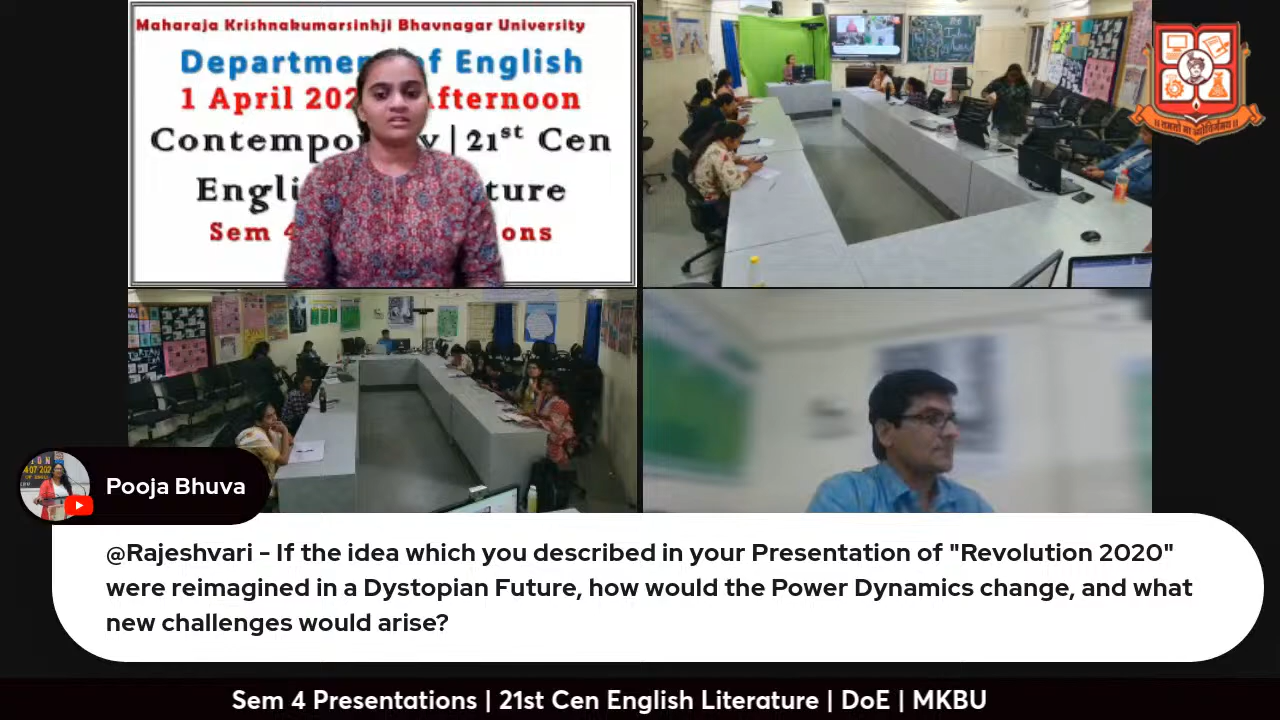 Maharaja Krishnakumarsinhji Bhavnagar University
Department of English
1 April 202 Afternoon
Contempo y | 21st Cen
Engli ture
Sem 4 ons
Pooja Bhuva
@Rajeshvari - If the idea which you described in your Presentation of "Revolution 2020"
were reimagined in a Dystopian Future, how would the Power Dynamics change, and what
new challenges would arise?
Sem 4 Presentations | 21st Cen English Literature | DoE | MKBU